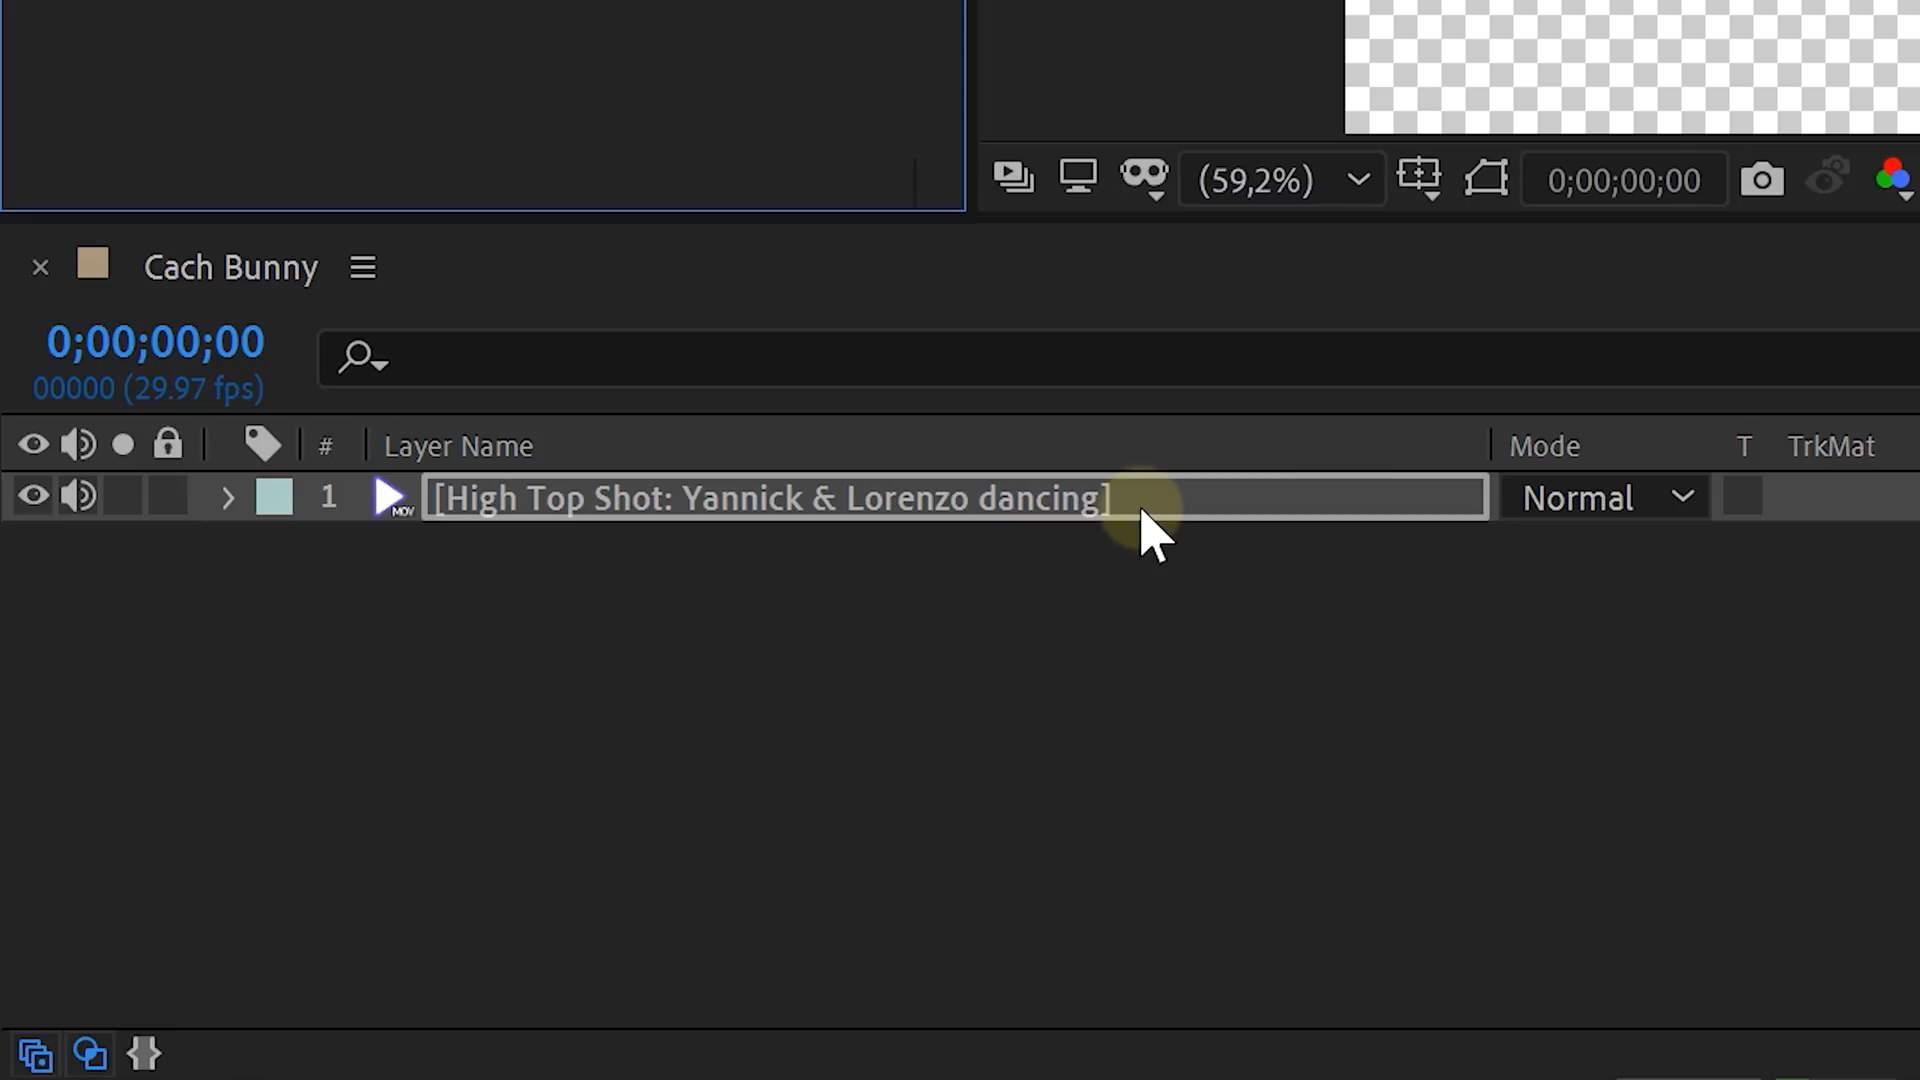 (59,2%)
0;00;00;00
Cach Bunny
0;00;00;00
00000 (29.97 fps)
# Layer Name Mode T TrkMat
1 MOV [High Top Shot: Yannick & Lorenzo dancing] Normal